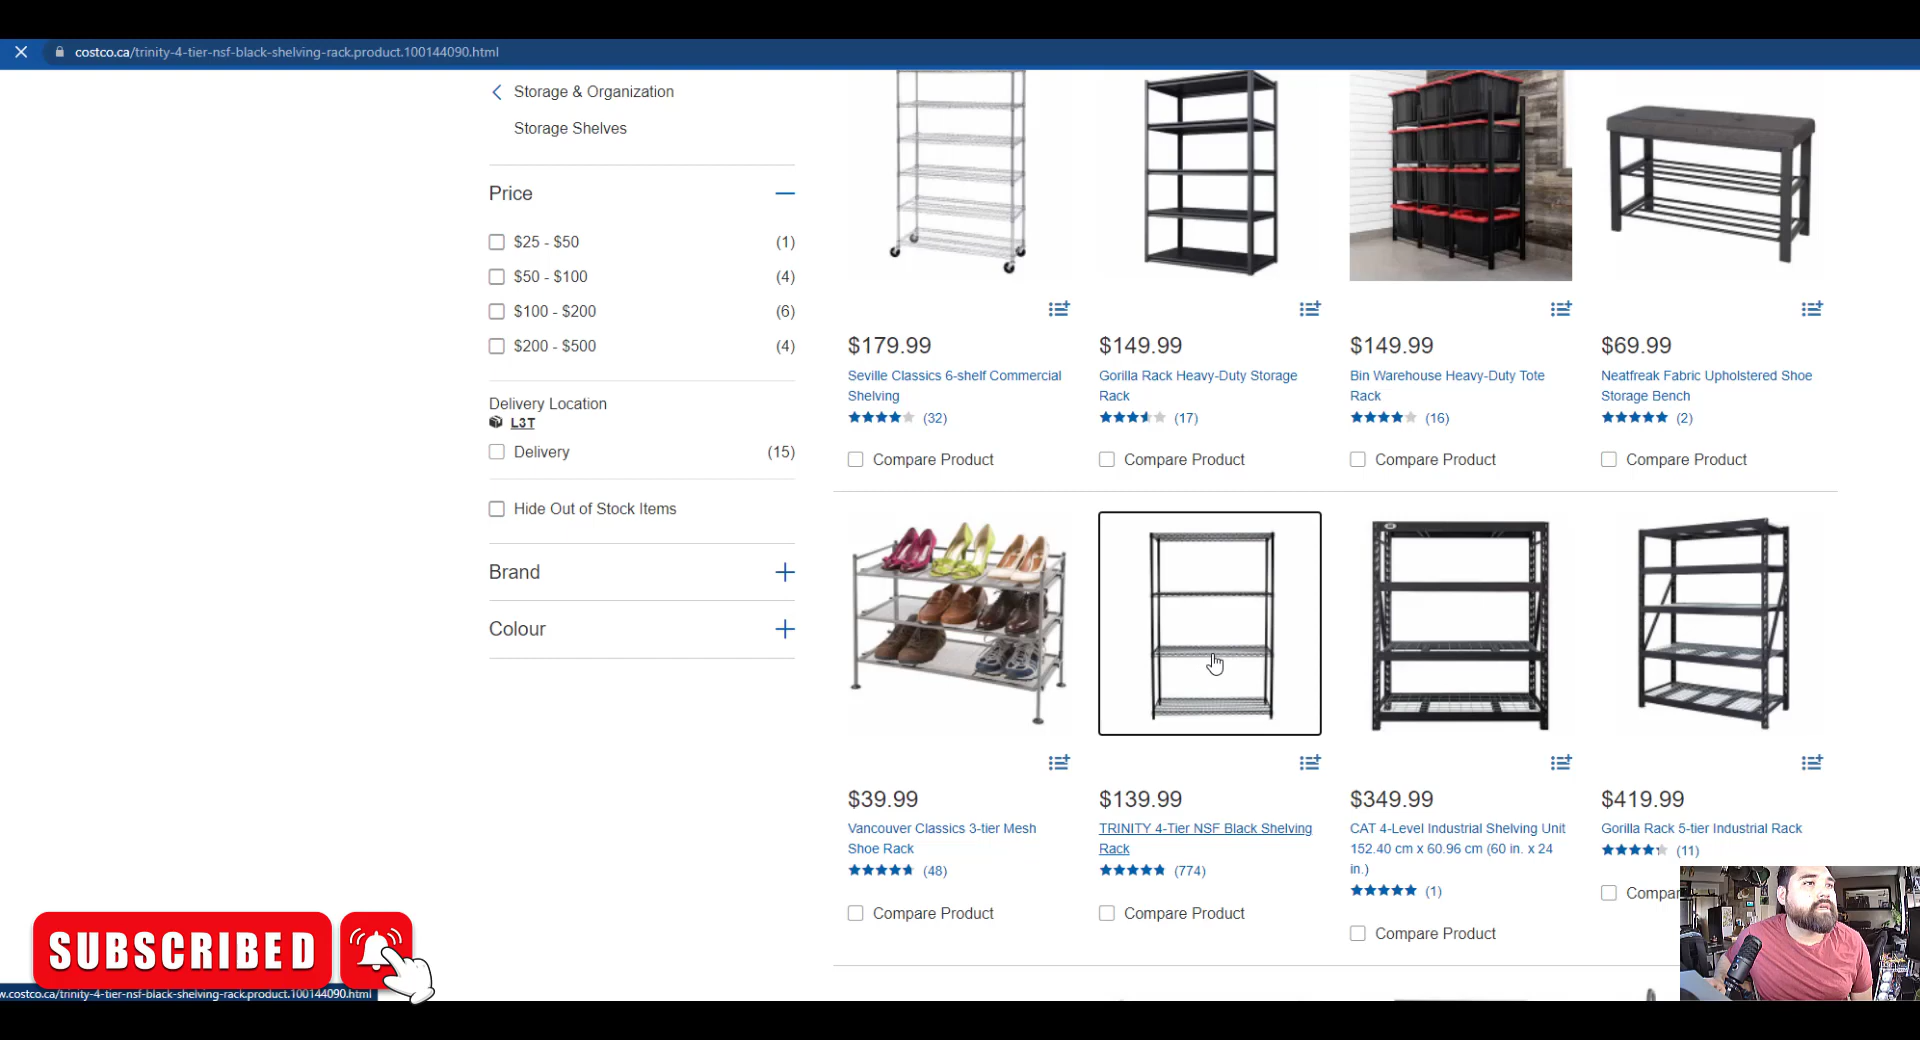 costco.ca/trinity-4-tier-nsf-black-shelving-rack.product.100144090.html
Storage & Organization
Storage Shelves
Price
$25 - $50 (1)
$50 - $100 (4)
$100 - $200 (6)
$200 - $500 (4)
Delivery Location
L3T
Delivery (15)
Hide Out of Stock Items
Brand
Colour
$179.99
Seville Classics 6-shelf Commercial
Shelving
(32)
Compare Product
$149.99
Gorilla Rack Heavy-Duty Storage
Rack
(17)
Compare Product
$149.99
Bin Warehouse Heavy-Duty Tote
Rack
(16)
Compare Product
$69.99
Neatfreak Fabric Upholstered Shoe
Storage Bench
(2)
Compare Product
$39.99
Vancouver Classics 3-tier Mesh
Shoe Rack
(48)
Compare Product
$139.99
TRINITY 4-Tier NSF Black Shelving
Rack
(774)
Compare Product
$349.99
CAT 4-Level Industrial Shelving Unit
152.40 cm x 60.96 cm (60 in. x 24
in.)
(1)
Compare Product
$419.99
Gorilla Rack 5-tier Industrial Rack
(11)
Compar
SUBSCRIBED
w.costco.ca/trinity-4-tier-nsf-black-shelving-rack.product.100144090.html